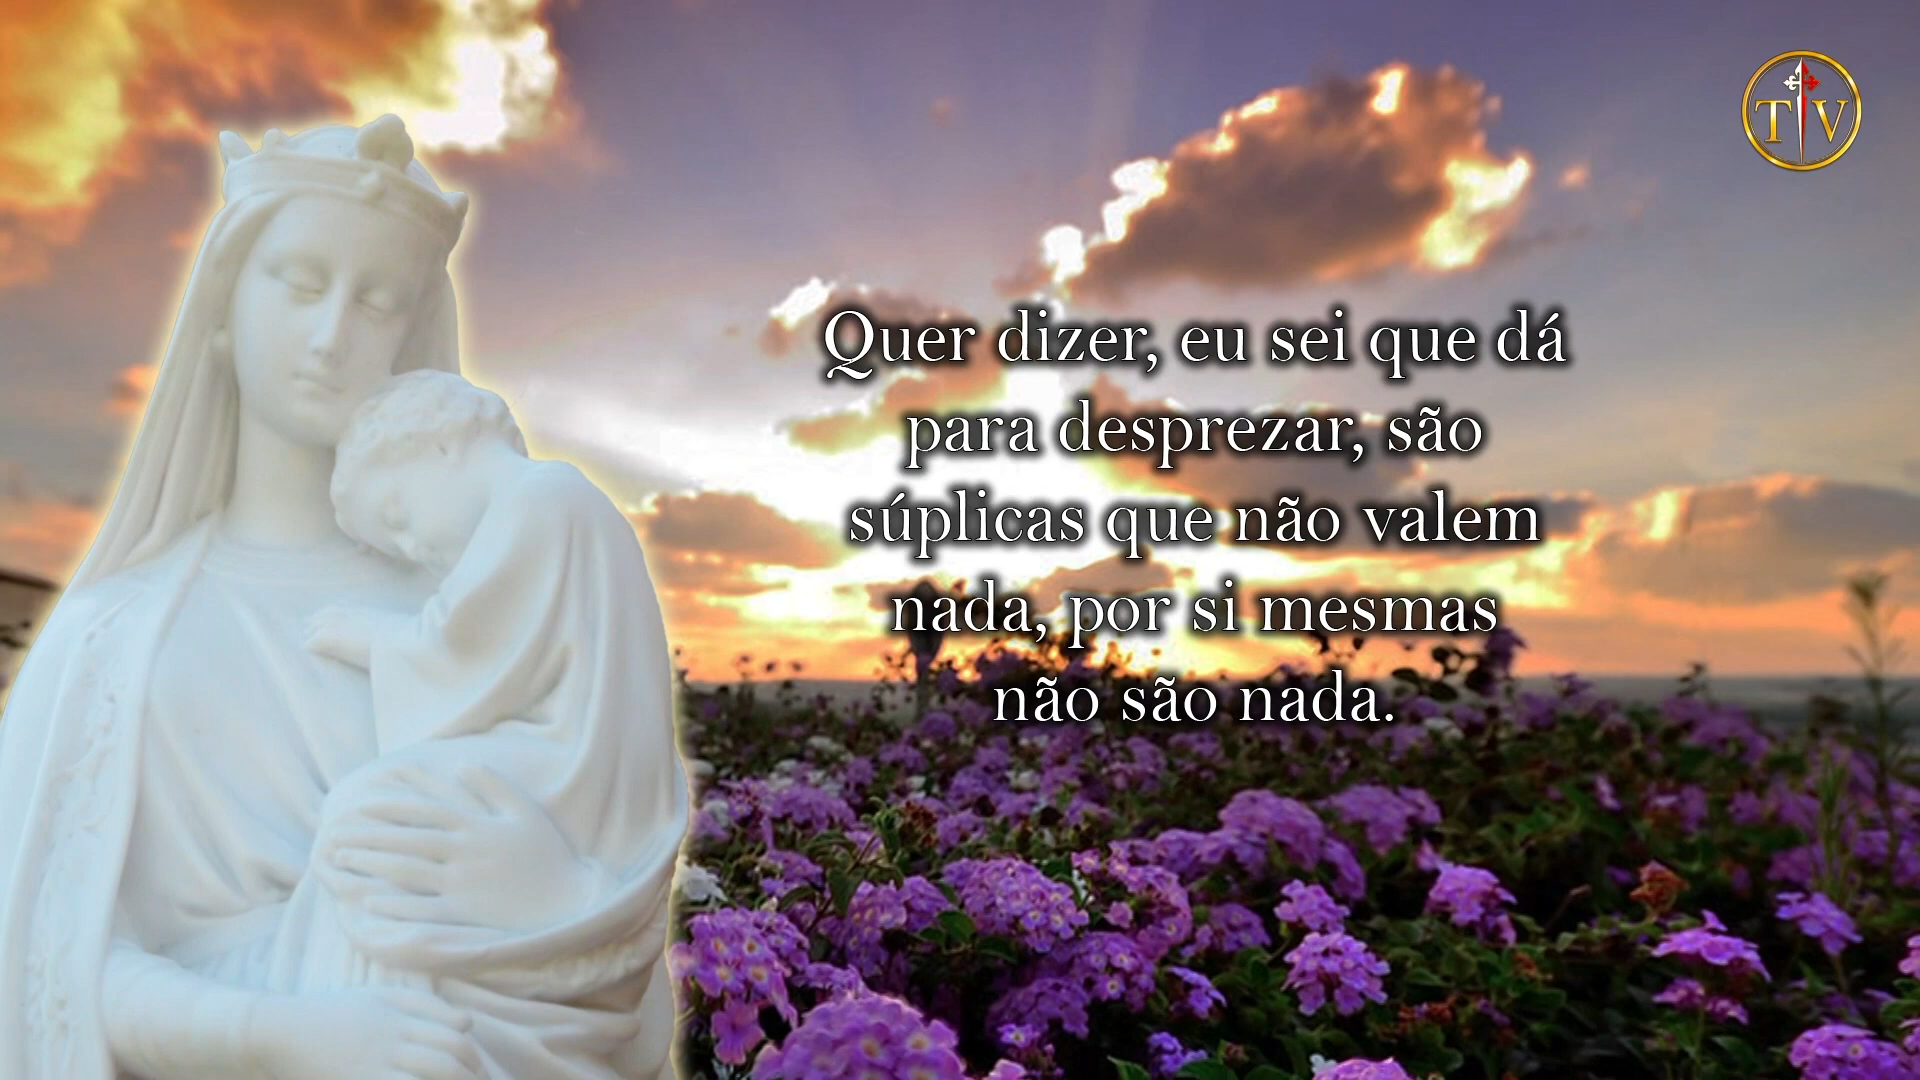 TV
Quer dizer, eu sei que dá
para desprezar, são
súplicas que não valem
nada, por si mesmas
não são nada.